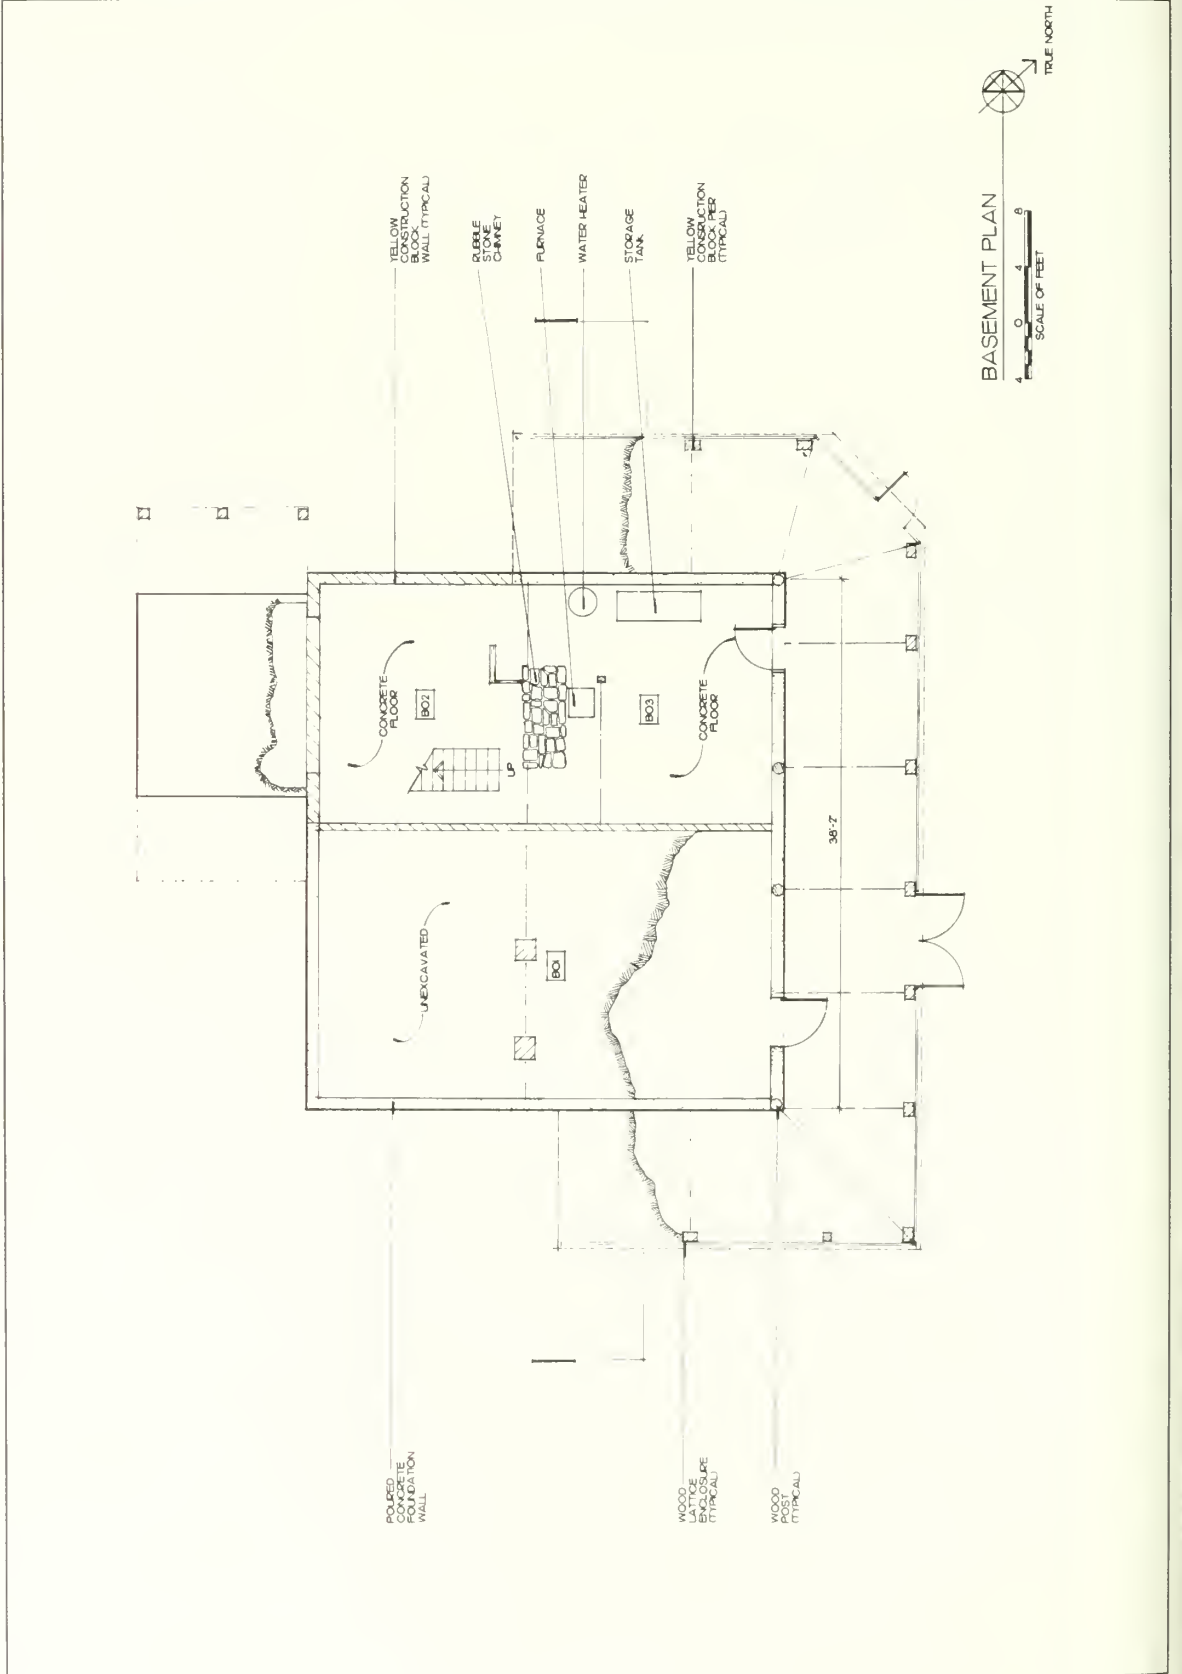 YELLOW
CONSTRUCTION
BLOCK
WALL (TYPICAL)
RUBBLE
STONE
CHIMNEY
FURNACE
WATER HEATER
STORAGE
TANK
YELLOW
CONSRUCTION
BLOCK PIER
(TYPICAL)
CONCRETE
FLOOR
B02
UP
B03
CONCRETE
FLOOR
UNEXCAVATED
B01
38'-2"
POURED
CONCRETE
FOUNDATION
WALL
WOOD
LATTICE
ENCLOSURE
(TYPICAL)
WOOD
POST
(TYPICAL)
BASEMENT PLAN
4 0 4 8
SCALE OF FEET
TRUE NORTH